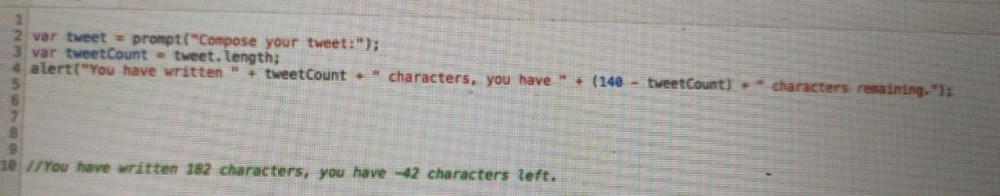 1
2 var tweet = prompt("Compose your tweet:");
3 var tweetCount = tweet.length;
4 alert("You have written " + tweetCount + " characters, you have " + (140 - tweetCount) + " characters remaining.");
5
6
7
8
9
10 //You have written 182 characters, you have -42 characters left.